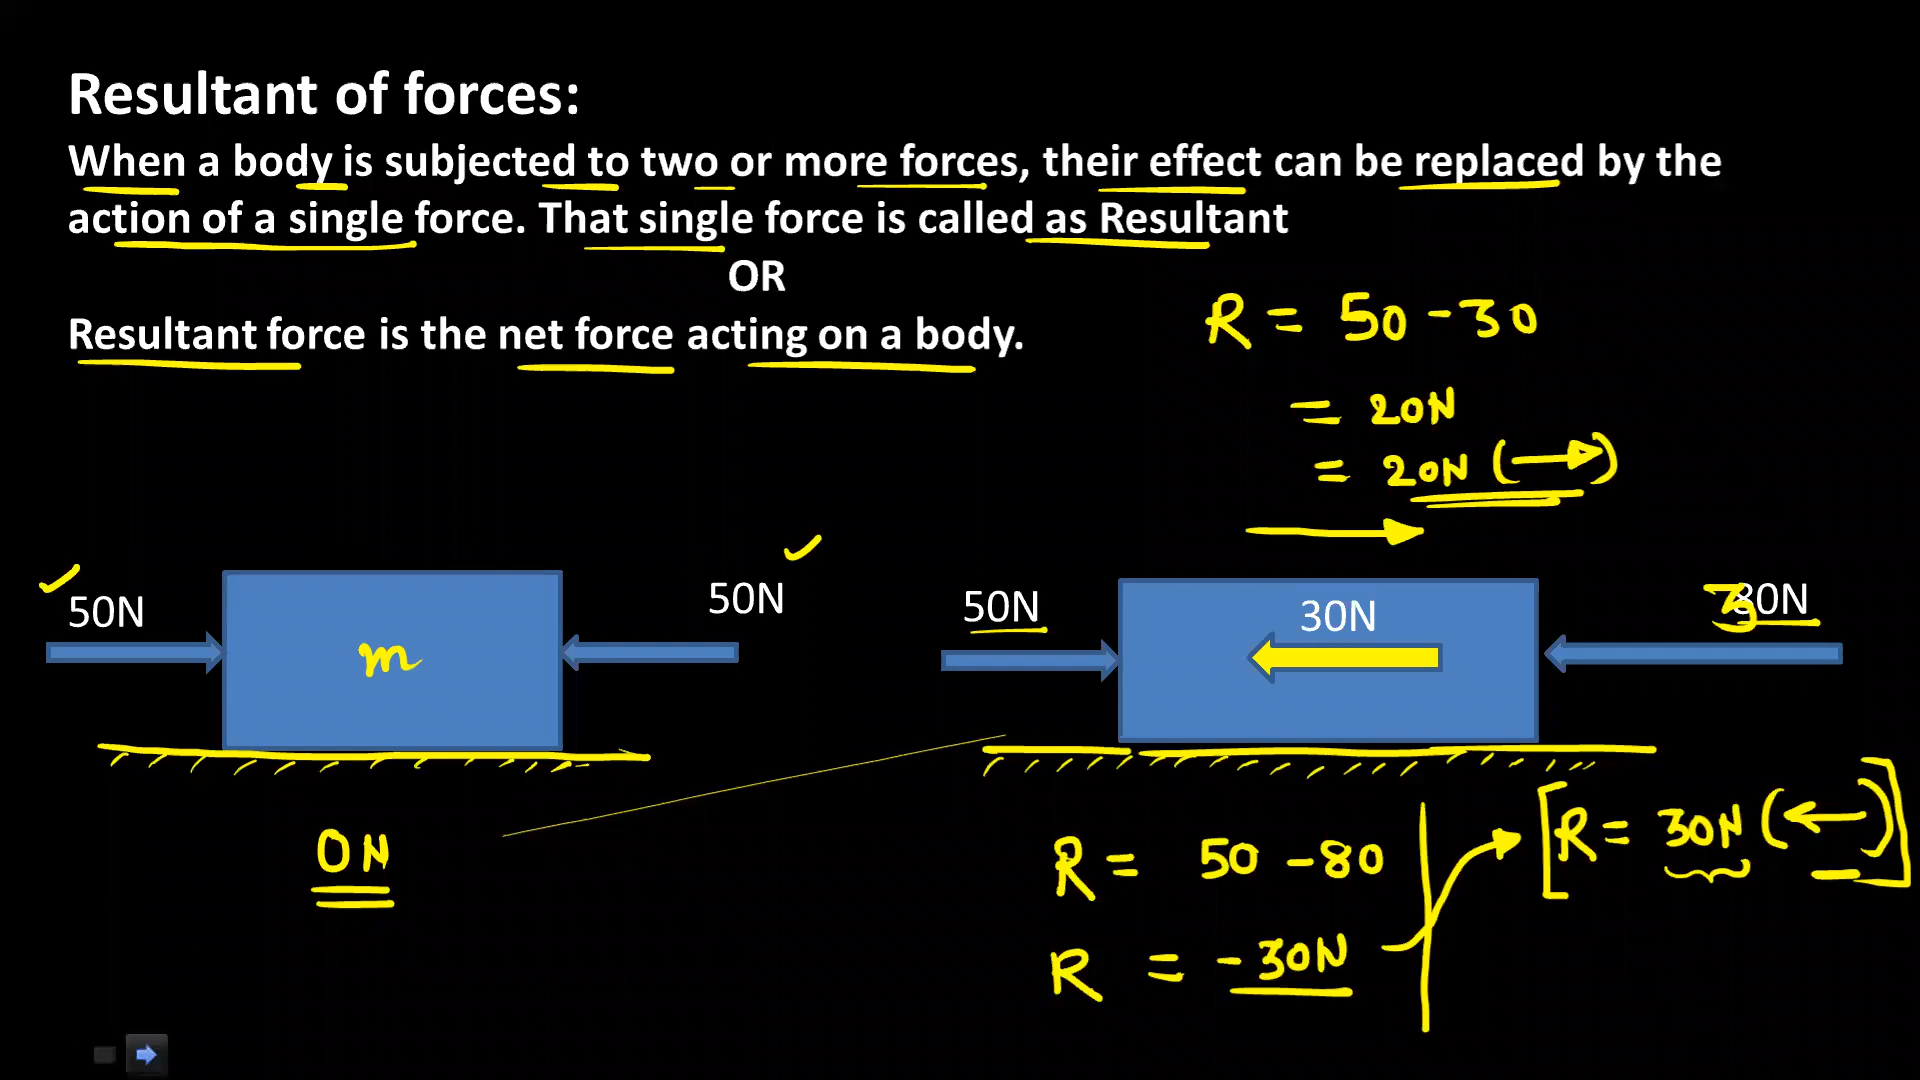 Resultant of forces:
When a body is subjected to two or more forces, their effect can be replaced by the
action of a single force. That single force is called as Resultant
OR
Resultant force is the net force acting on a body.
R = 50 - 30
= 20N
= 20N (→)
50N
50N
m
0N
50N
30N
30N
R = 50 - 80
R = -30N
[R = 30N (←)]